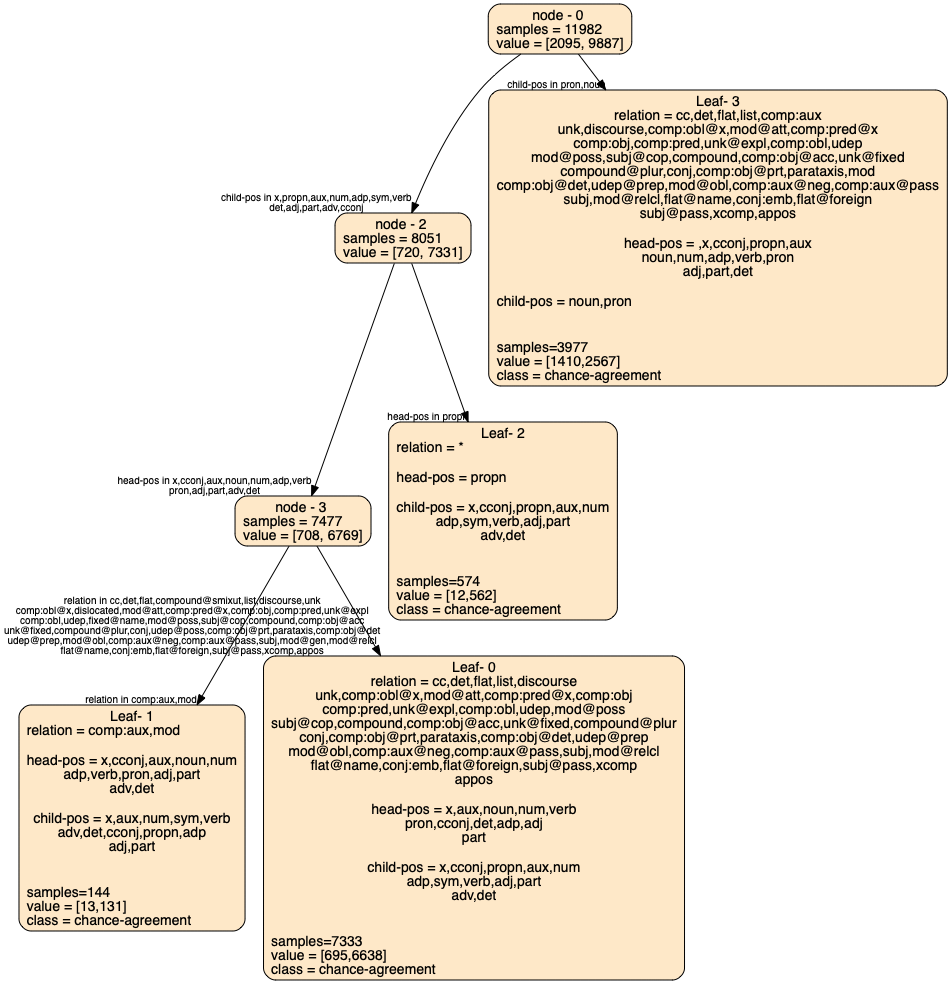 node - 0
samples = 11982
value = [2095, 9887]
child-pos in pron,noun
Leaf- 3
relation = cc,det,flat,list,comp:aux
unk,discourse,comp:obl@x,mod@att,comp:pred@x
comp:obj,comp:pred,unk@expl,comp:obl,udep
mod@poss,subj@cop,compound,comp:obj@acc,unk@fixed
compound@plur,conj,comp:obj@prt,parataxis,mod
comp:obj@det,udep@prep,mod@obl,comp:aux@neg,comp:aux@pass
subj,mod@relcl,flat@name,conj:emb,flat@foreign
subj@pass,xcomp,appos
head-pos = ,x,cconj,propn,aux
noun,num,adp,verb,pron
adj,part,det
child-pos = noun,pron
samples=3977
value = [1410,2567]
class = chance-agreement
child-pos in x,propn,aux,num,adp,sym,verb
det,adj,part,adv,cconj
node - 2
samples = 8051
value = [720, 7331]
head-pos in propn
Leaf- 2
relation = *
head-pos = propn
child-pos = x,cconj,propn,aux,num
adp,sym,verb,adj,part
adv,det
samples=574
value = [12,562]
class = chance-agreement
head-pos in x,cconj,aux,noun,num,adp,verb
pron,adj,part,adv,det
node - 3
samples = 7477
value = [708, 6769]
relation in cc,det,flat,compound@smixut,list,discourse,unk
comp:obl@x,dislocated,mod@att,comp:pred@x,comp:obj,comp:pred,unk@expl
comp:obl,udep,fixed@name,mod@poss,subj@cop,compound,comp:obj@acc
unk@fixed,compound@plur,conj,udep@poss,comp:obj@prt,parataxis,comp:obj@det
udep@prep,mod@obl,comp:aux@neg,comp:aux@pass,subj,mod@gen,mod@relcl
flat@name,conj:emb,flat@foreign,subj@pass,xcomp,appos
relation in comp:aux,mod
Leaf- 1
relation = comp:aux,mod
head-pos = x,cconj,aux,noun,num
adp,verb,pron,adj,part
adv,det
child-pos = x,aux,num,sym,verb
adv,det,cconj,propn,adp
adj,part
samples=144
value = [13,131]
class = chance-agreement
Leaf- 0
relation = cc,det,flat,list,discourse
unk,comp:obl@x,mod@att,comp:pred@x,comp:obj
comp:pred,unk@expl,comp:obl,udep,mod@poss
subj@cop,compound,comp:obj@acc,unk@fixed,compound@plur
conj,comp:obj@prt,parataxis,comp:obj@det,udep@prep
mod@obl,comp:aux@neg,comp:aux@pass,subj,mod@relcl
flat@name,conj:emb,flat@foreign,subj@pass,xcomp
appos
head-pos = x,aux,noun,num,verb
pron,cconj,det,adp,adj
part
child-pos = x,cconj,propn,aux,num
adp,sym,verb,adj,part
adv,det
samples=7333
value = [695,6638]
class = chance-agreement